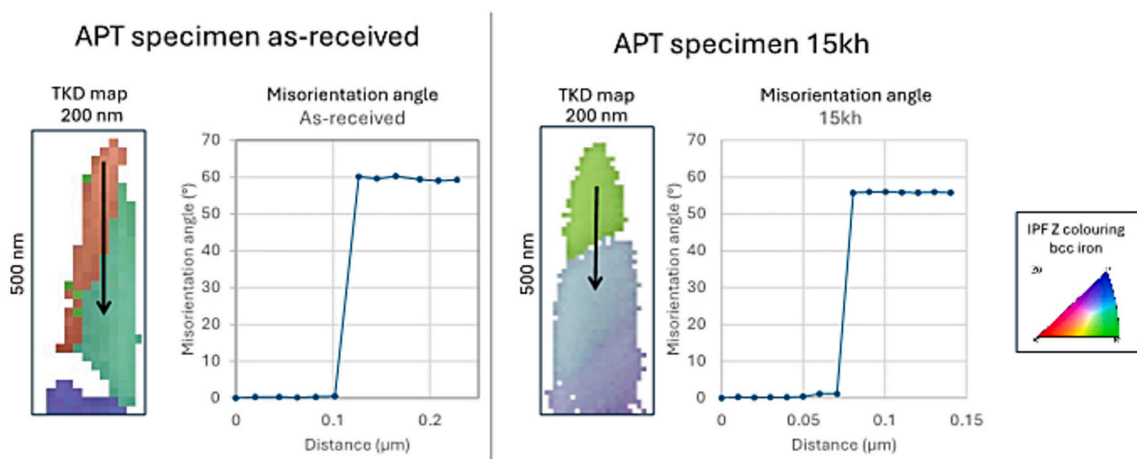 APT specimen as-received
TKD map
200 nm
500 nm
Misorientation angle
As-received
Misorientation angle (°)
70
60
50
40
30
20
10
0
0
0.1
0.2
Distance (µm)
APT specimen 15kh
TKD map
200 nm
500 nm
Misorientation angle
15kh
Misorientation angle (°)
70
60
50
40
30
20
10
0
0
0.05
0.1
0.15
Distance (µm)
IPF Z colouring
bcc iron